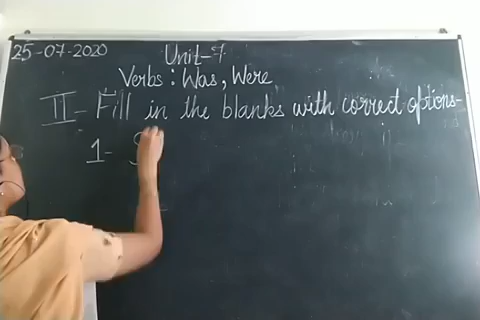 25-07-2020
Unit-7
Verbs : Was, Were
II- Fill in the blanks with correct options-
1- S